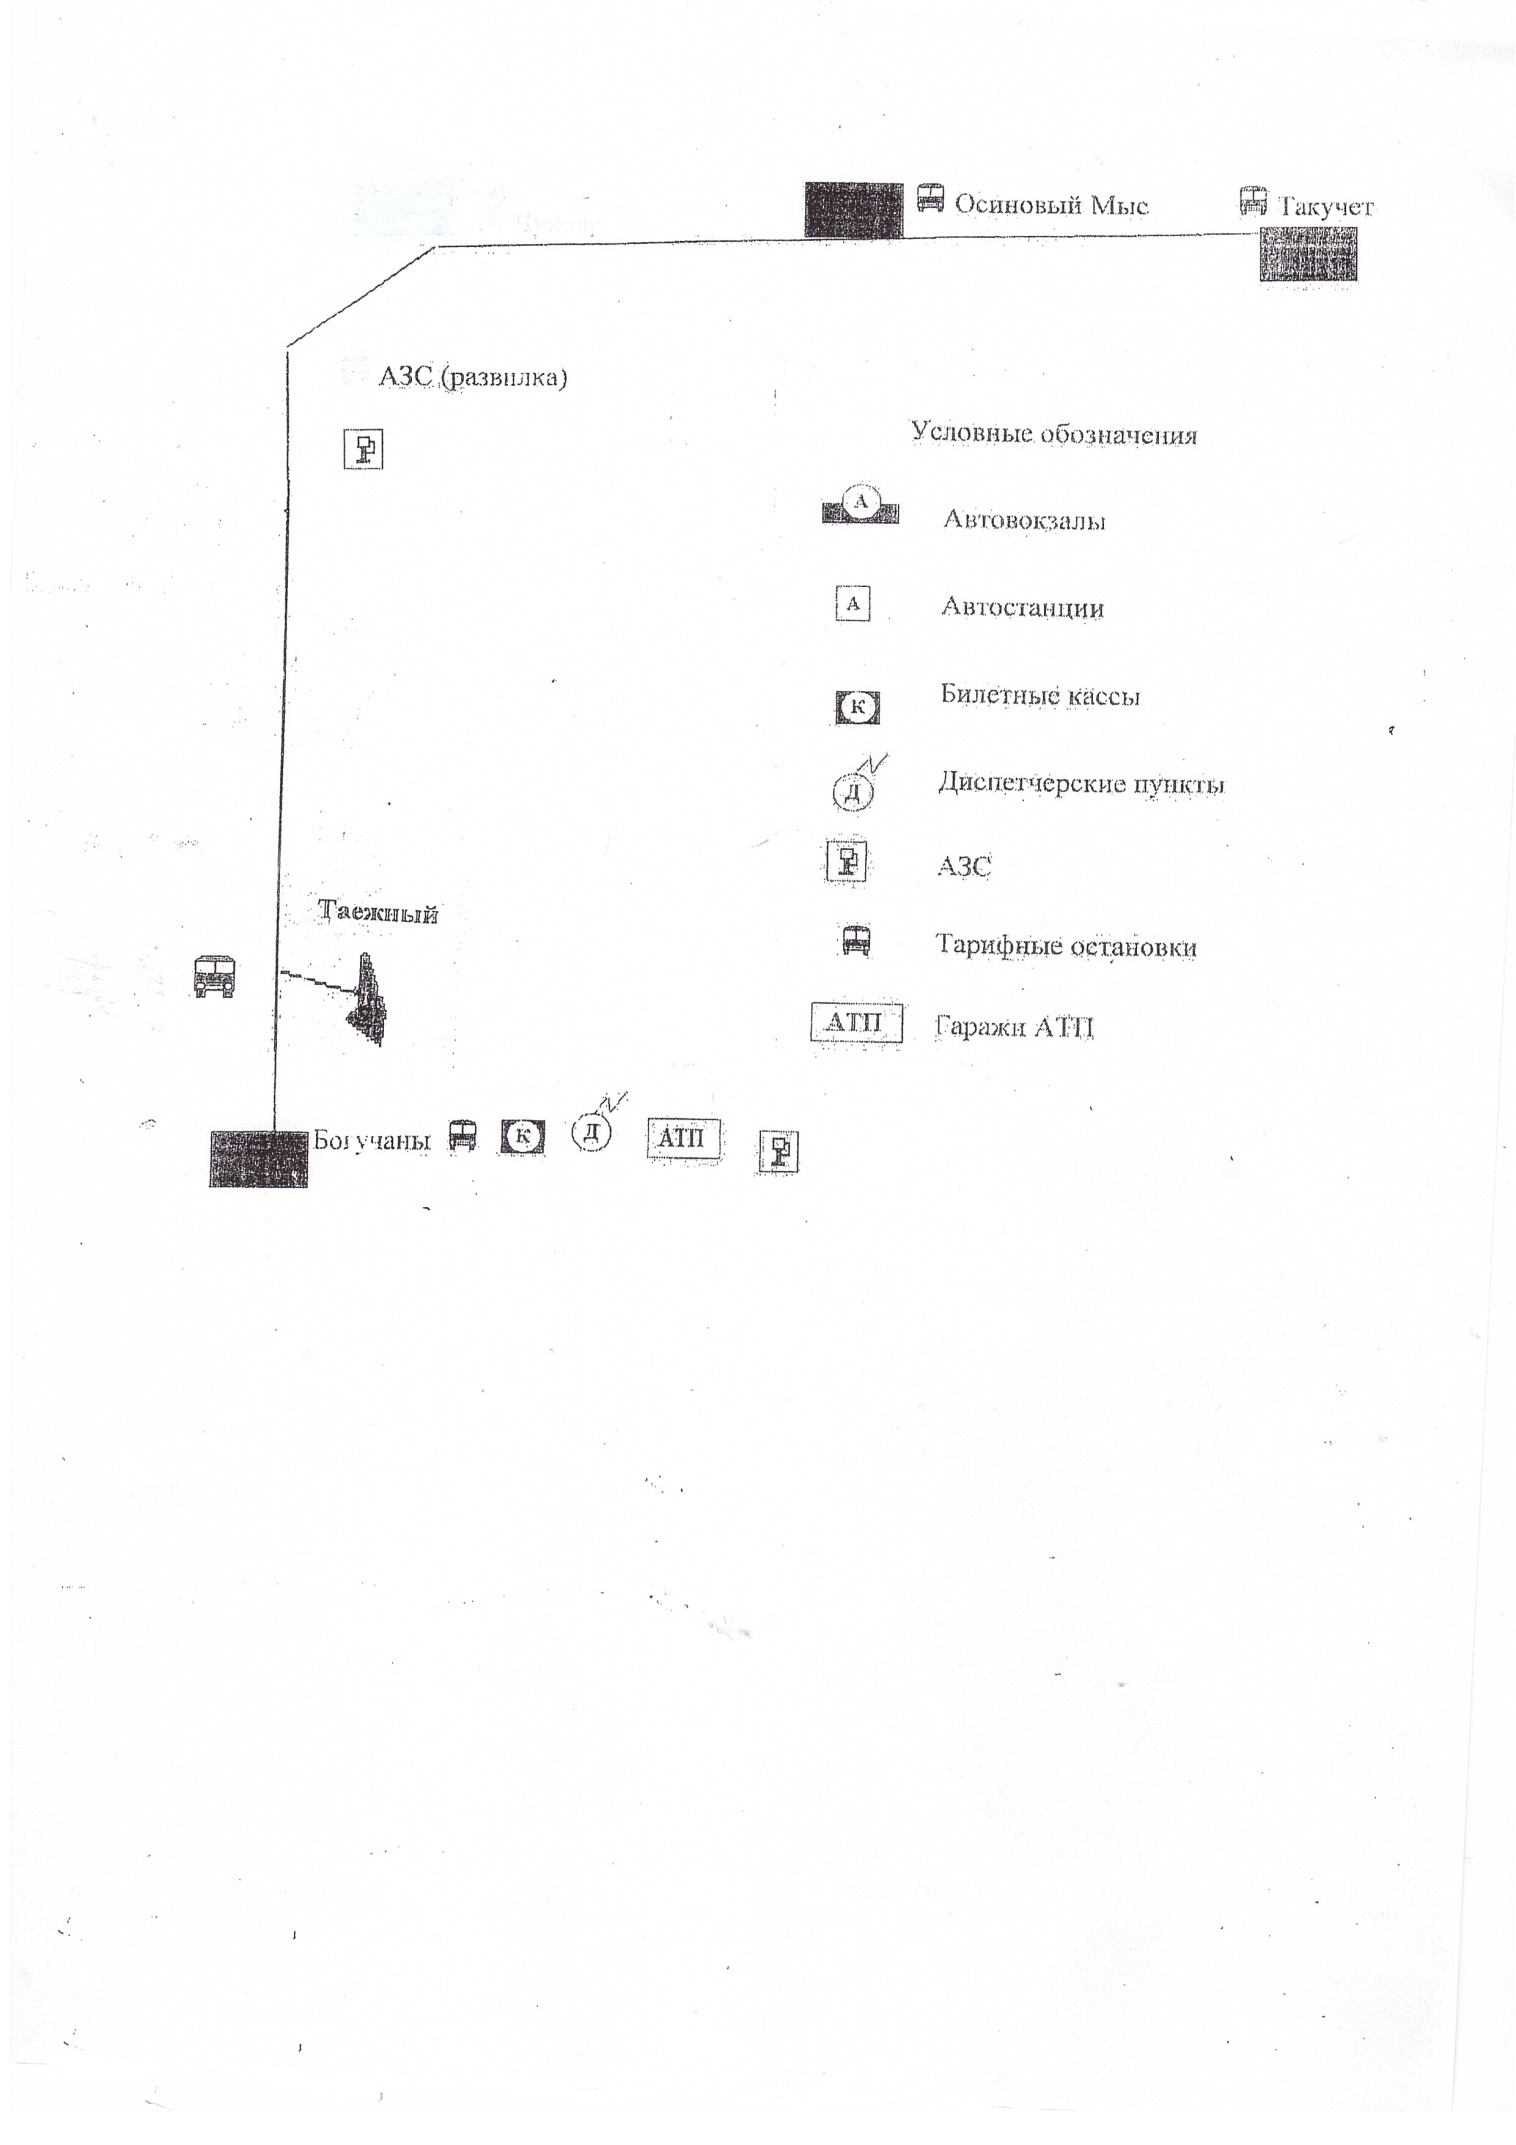 Осиновый Мыс
Такучет
АЗС (развилка)
Условные обозначения
А Автовокзалы
А Автостанции
К Билетные кассы
Д Диспетчерские пункты
АЗС
Тарифные остановки
АТП Гаражи АТП
Таежный
Богучаны К Д АТП